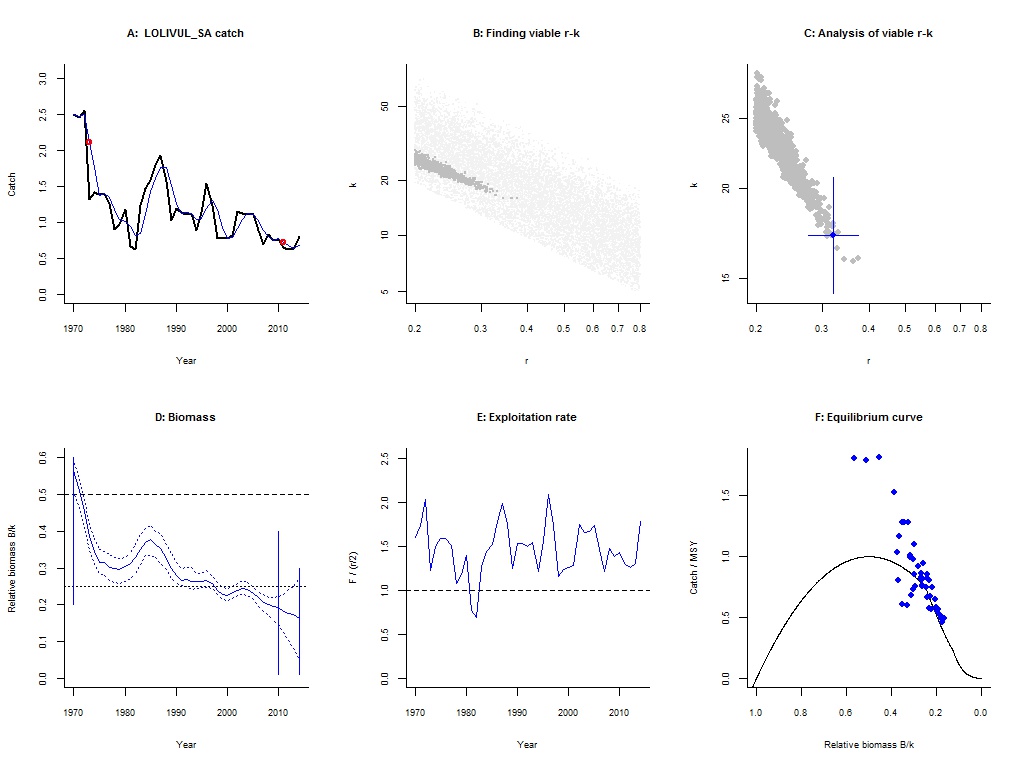 A: LOLIVUL_SA catch
Catch
3.0
2.5
2.0
1.5
1.0
0.5
0.0
1970 1980 1990 2000 2010
Year
B: Finding viable r-k
k
50
20
10
5
0.2 0.3 0.4 0.5 0.6 0.7 0.8
r
C: Analysis of viable r-k
k
25
20
15
0.2 0.3 0.4 0.5 0.6 0.7 0.8
r
D: Biomass
Relative biomass B/k
0.6
0.5
0.4
0.3
0.2
0.1
0.0
1970 1980 1990 2000 2010
Year
E: Exploitation rate
F / (r/2)
2.5
2.0
1.5
1.0
0.5
0.0
1970 1980 1990 2000 2010
Year
F: Equilibrium curve
Catch / MSY
1.5
1.0
0.5
0.0
1.0 0.8 0.6 0.4 0.2 0.0
Relative biomass B/k